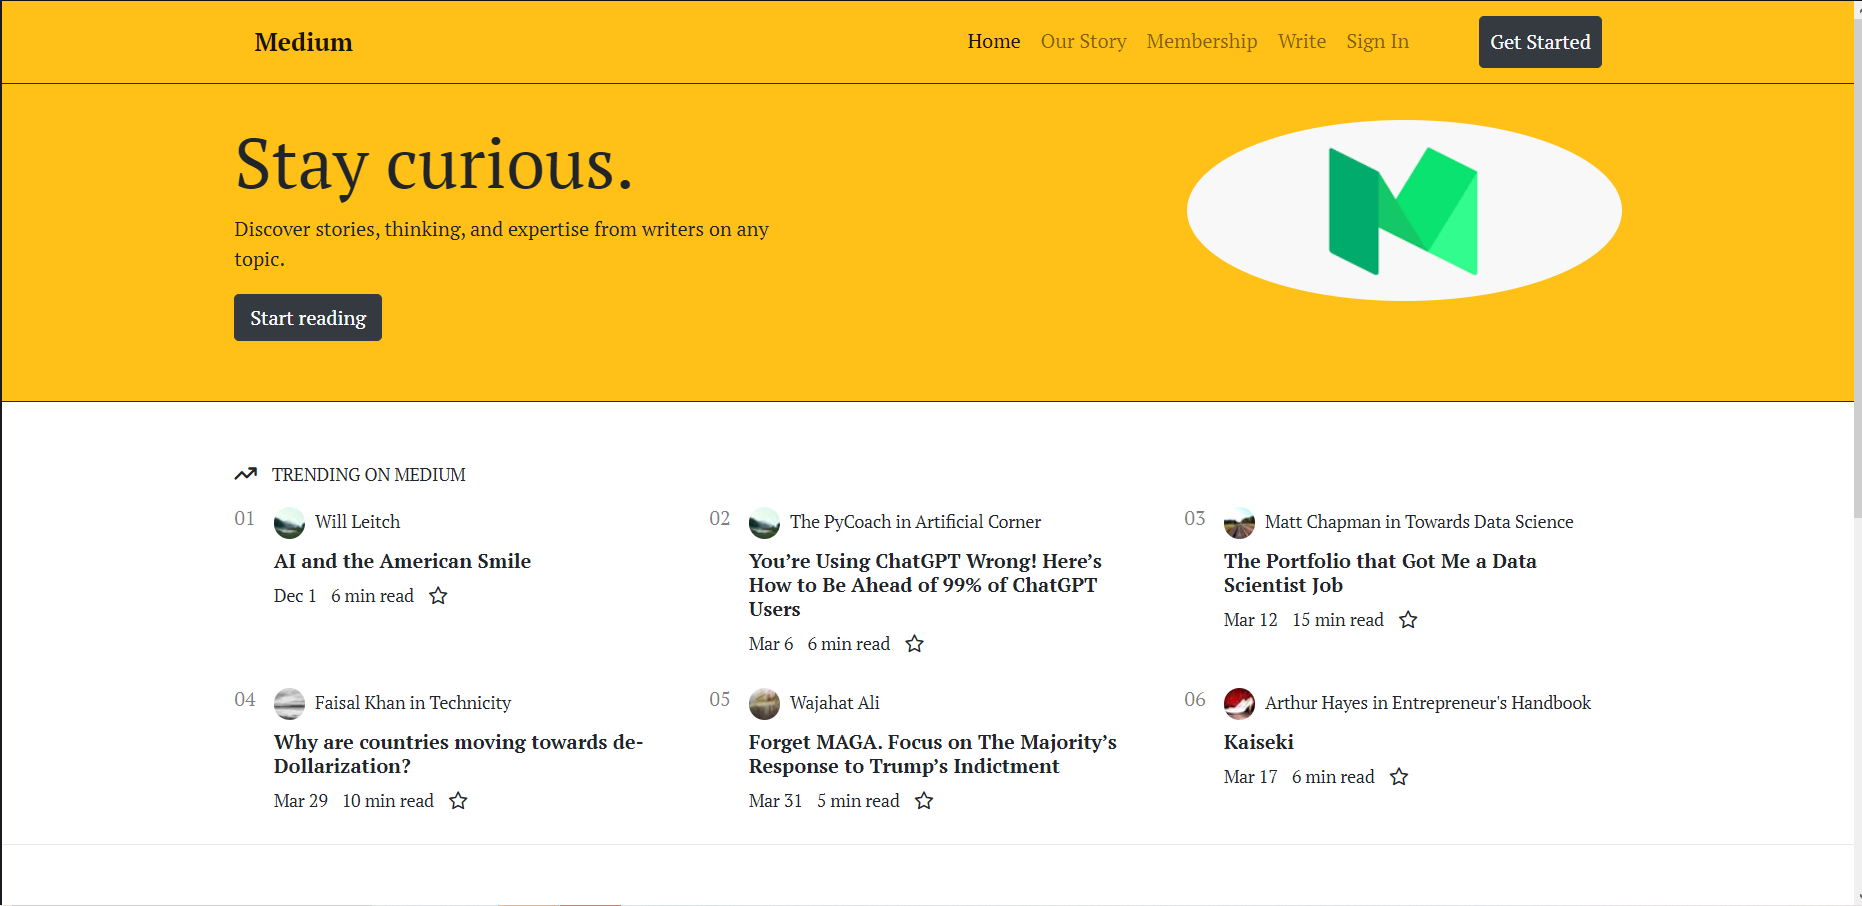 Medium
Home Our Story Membership Write Sign In Get Started
Stay curious.
Discover stories, thinking, and expertise from writers on any
topic.
Start reading
TRENDING ON MEDIUM
01 Will Leitch
AI and the American Smile
Dec 1 6 min read
02 The PyCoach in Artificial Corner
You’re Using ChatGPT Wrong! Here’s
How to Be Ahead of 99% of ChatGPT
Users
Mar 6 6 min read
03 Matt Chapman in Towards Data Science
The Portfolio that Got Me a Data
Scientist Job
Mar 12 15 min read
04 Faisal Khan in Technicity
Why are countries moving towards de-
Dollarization?
Mar 29 10 min read
05 Wajahat Ali
Forget MAGA. Focus on The Majority’s
Response to Trump’s Indictment
Mar 31 5 min read
06 Arthur Hayes in Entrepreneur's Handbook
Kaiseki
Mar 17 6 min read